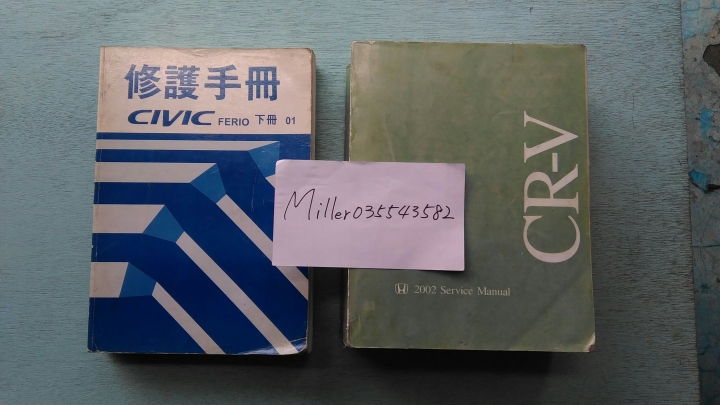 修護手冊
CIVIC FERIO 下冊 01
Miller035543582
CR-V
2002 Service Manual